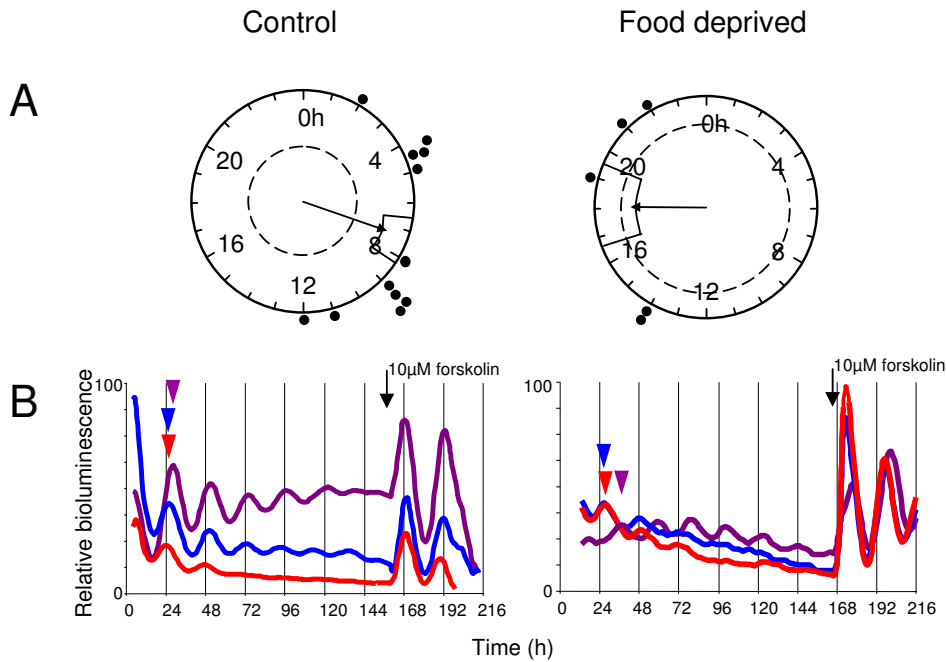 Control
Food deprived
A
0h
4
8
12
16
20
0h
4
8
12
16
20
B
Relative bioluminescence
100
0
10µM forskolin
0 24 48 72 96 120 144 168 192 216
100
0
10µM forskolin
0 24 48 72 96 120 144 168 192 216
Time (h)